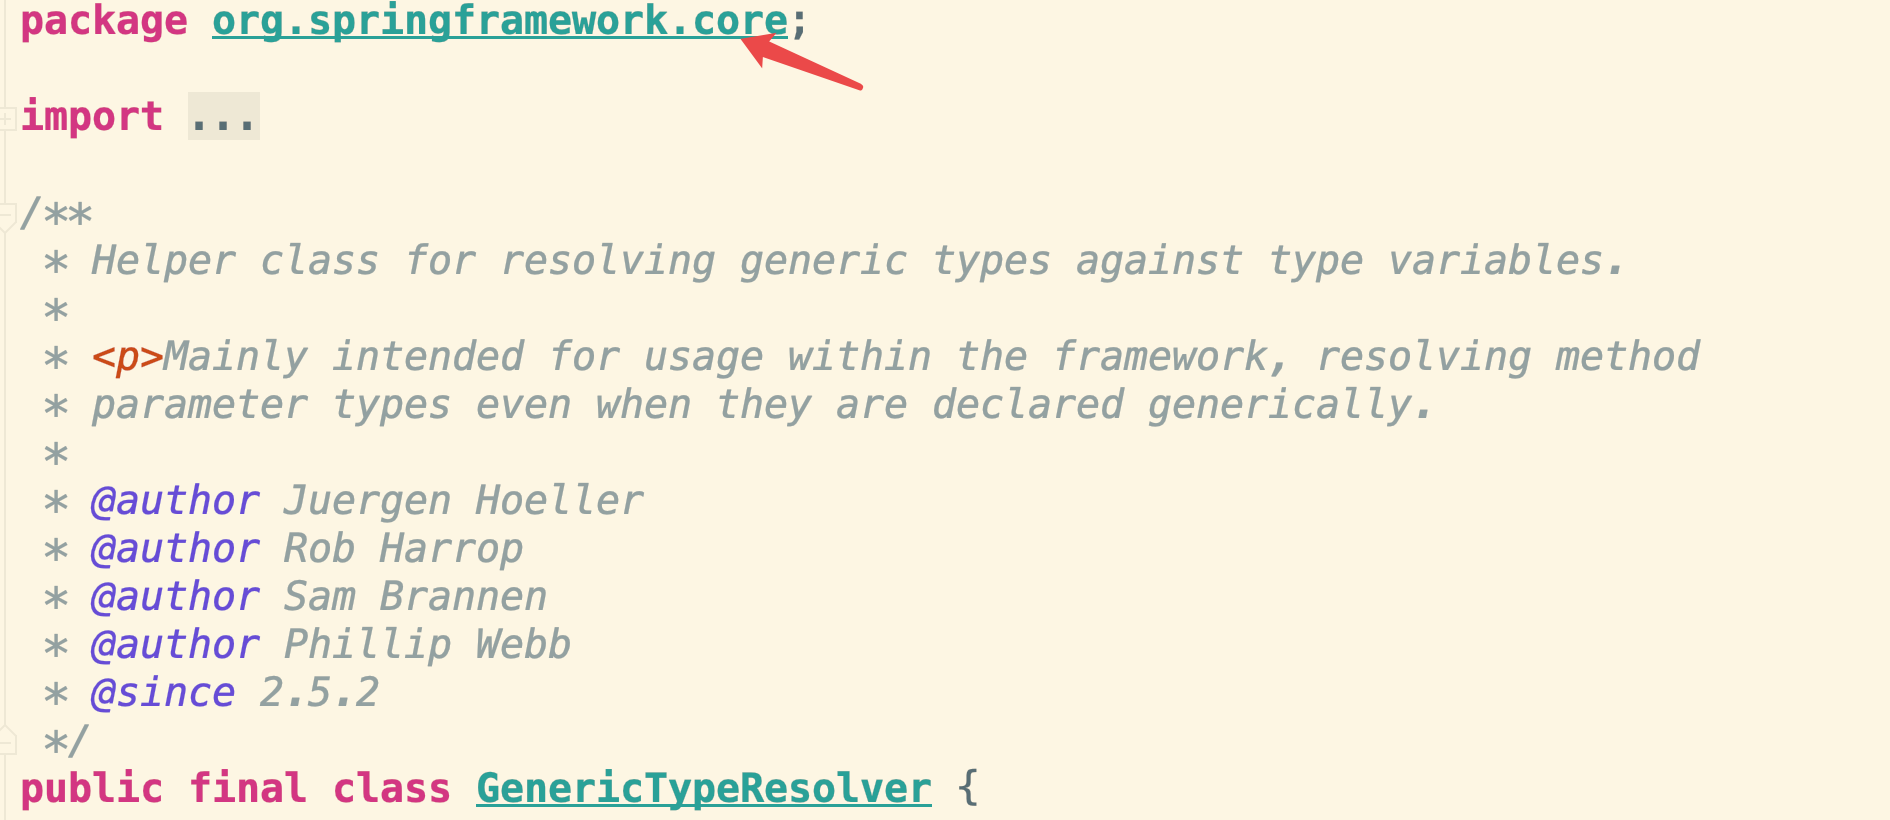 package org.springframework.core;
import ...
/**
* Helper class for resolving generic types against type variables.
*
* <p>Mainly intended for usage within the framework, resolving method
* parameter types even when they are declared generically.
*
* @author Juergen Hoeller
* @author Rob Harrop
* @author Sam Brannen
* @author Phillip Webb
* @since 2.5.2
*/
public final class GenericTypeResolver {